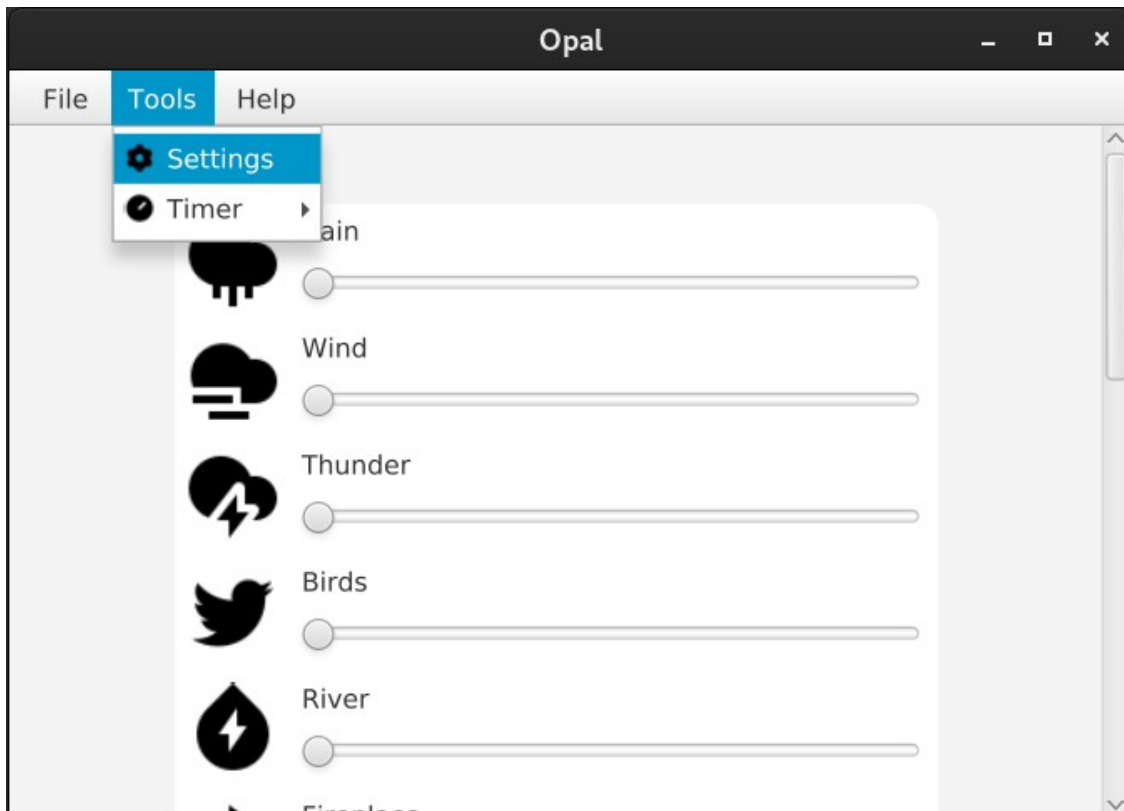 Opal
File Tools Help
Settings
Timer
ain
Wind
Thunder
Birds
River